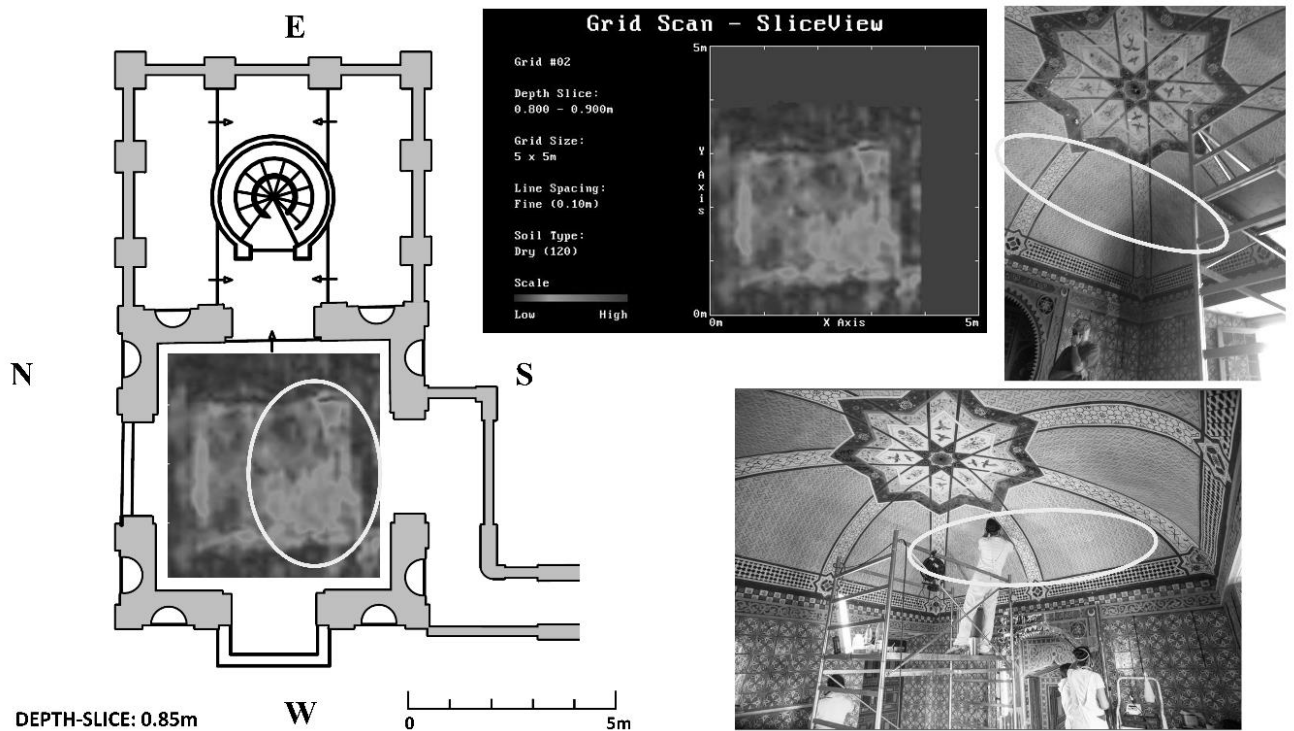 E
N
S
W
DEPTH-SLICE: 0.85m
0
5m
Grid Scan - SliceView
Grid #02
Depth Slice:
0.800 - 0.900m
Grid Size:
5 x 5m
Line Spacing:
Fine (0.10m)
Soil Type:
Dry (120)
Scale
Low High
5m
Y Axis
0m
0m X Axis 5m